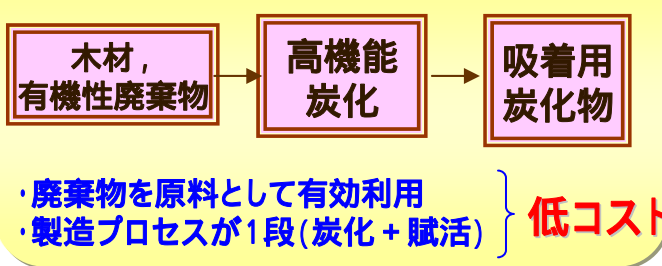 木材，
有機性廃棄物
高機能
炭化
吸着用
炭化物
・廃棄物を原料として有効利用
・製造プロセスが1段(炭化＋賦活)
低コスト